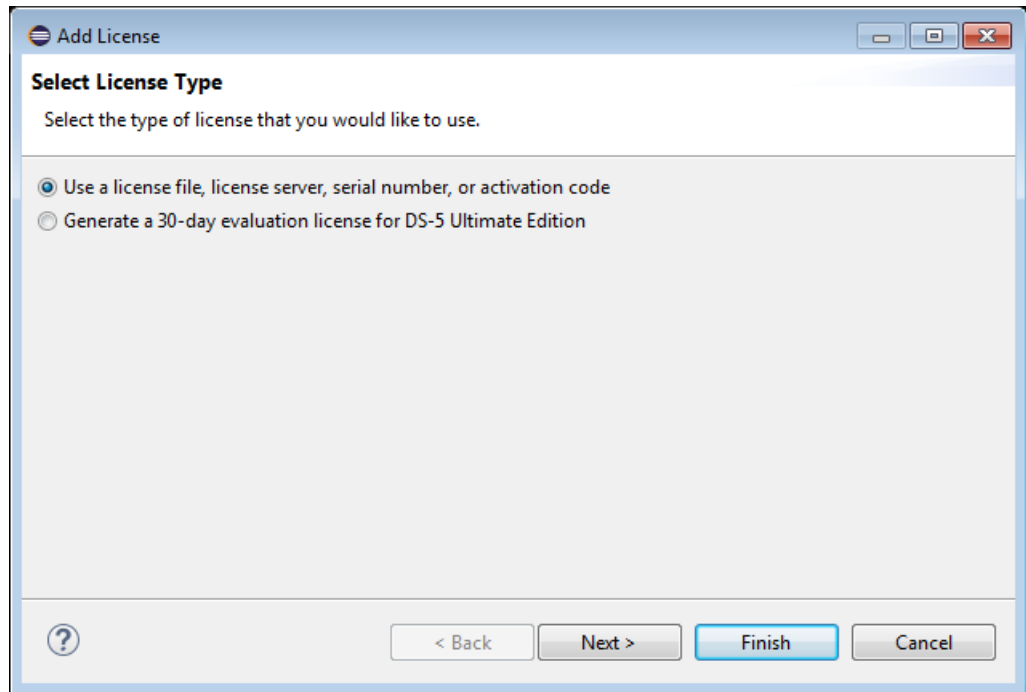 Add License
Select License Type
Select the type of license that you would like to use.
Use a license file, license server, serial number, or activation code
Generate a 30-day evaluation license for DS-5 Ultimate Edition
?
< Back
Next >
Finish
Cancel